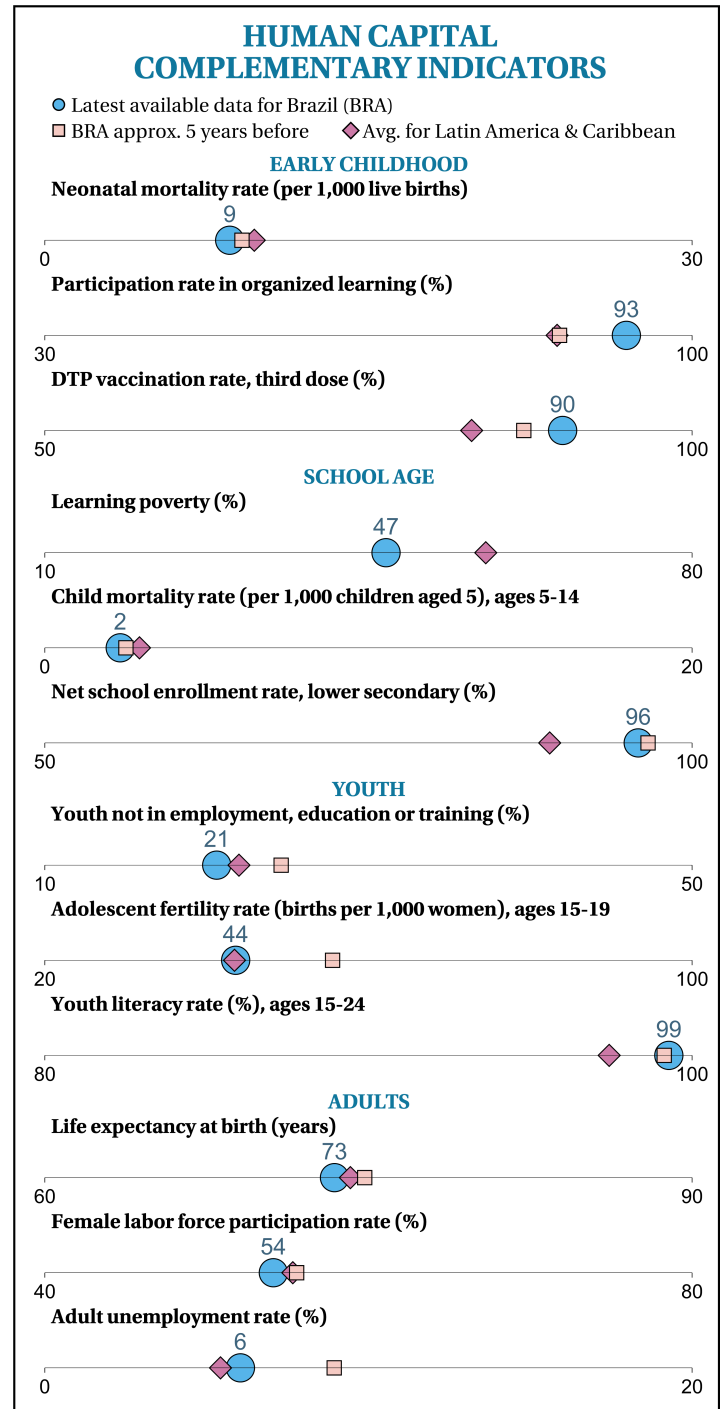 HUMAN CAPITAL
COMPLEMENTARY INDICATORS
Latest available data for Brazil (BRA)
BRA approx. 5 years before Avg. for Latin America & Caribbean
EARLY CHILDHOOD
Neonatal mortality rate (per 1,000 live births)
9
0 30
Participation rate in organized learning (%)
93
30 100
DTP vaccination rate, third dose (%)
90
50 100
SCHOOL AGE
Learning poverty (%)
47
10 80
Child mortality rate (per 1,000 children aged 5), ages 5-14
2
0 20
Net school enrollment rate, lower secondary (%)
96
50 100
YOUTH
Youth not in employment, education or training (%)
21
10 50
Adolescent fertility rate (births per 1,000 women), ages 15-19
44
20 100
Youth literacy rate (%), ages 15-24
99
80 100
ADULTS
Life expectancy at birth (years)
73
60 90
Female labor force participation rate (%)
54
40 80
Adult unemployment rate (%)
6
0 20